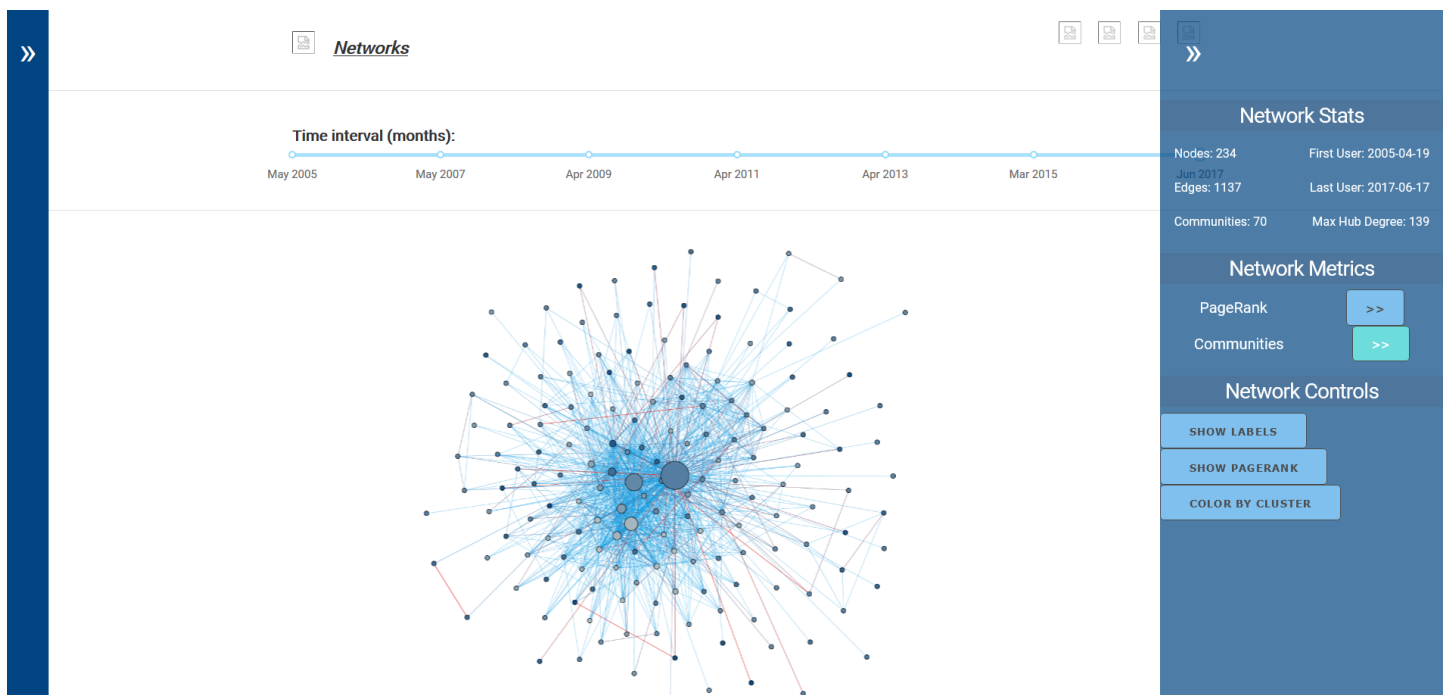 »
Networks
»
Time interval (months):
May 2005
May 2007
Apr 2009
Apr 2011
Apr 2013
Mar 2015
Jun 2017
Network Stats
Nodes: 234
First User: 2005-04-19
Edges: 1137
Last User: 2017-06-17
Communities: 70
Max Hub Degree: 139
Network Metrics
PageRank
>>
Communities
>>
Network Controls
SHOW LABELS
SHOW PAGERANK
COLOR BY CLUSTER